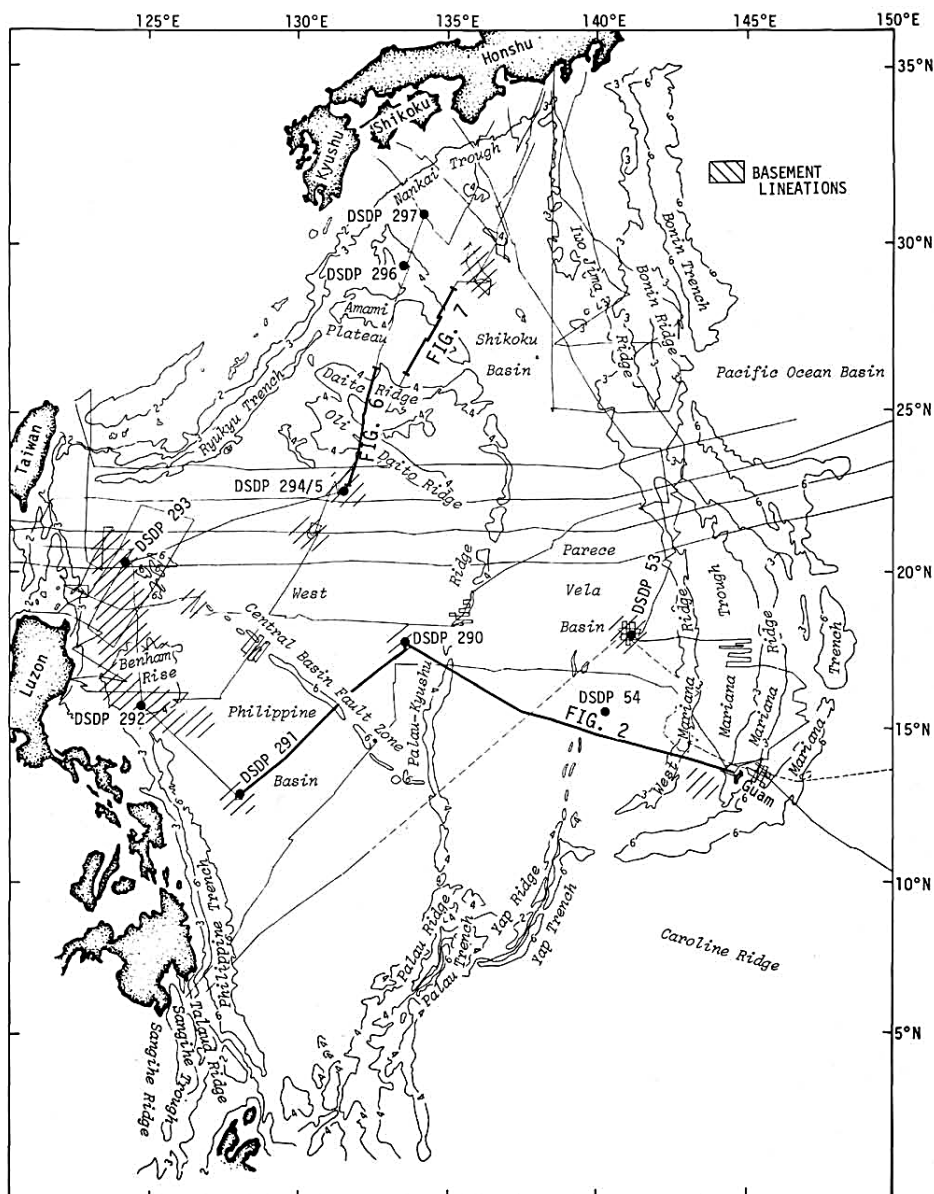 125°E 130°E 135°E 140°E 145°E 150°E
35°N
30°N
25°N
20°N
15°N
10°N
5°N
Honshu
Shikoku
Kyushu
Nankai Trough
BASEMENT
LINEATIONS
DSDP 297
DSDP 296
Amami
Plateau
FIG. 7
Shikoku
Basin
Iwo Jima
Ridge
Bonin Ridge
Bonin Trench
Pacific Ocean Basin
Ryukyu Trench
Daito Ridge
FIG. 6
Oki
Daito
Ridge
Taiwan
DSDP 294/5
DSDP 293
West
Ridge
Parece
Vela
Basin
DSDP 53
Ridge
Trough
Ridge
Trench
Central Basin Fault Zone
DSDP 290
Luzon
Benham
Rise
DSDP 292
Philippine
DSDP 291
Basin
Palau-Kyushu
DSDP 54
FIG. 2
West
Mariana
Mariana
Mariana
Mariana
Guam
Philippine Trench
Palau Ridge
Palau Trench
Yap Ridge
Yap Trench
Caroline Ridge
Talaud Ridge
Sangihe Trough
Sangihe Ridge